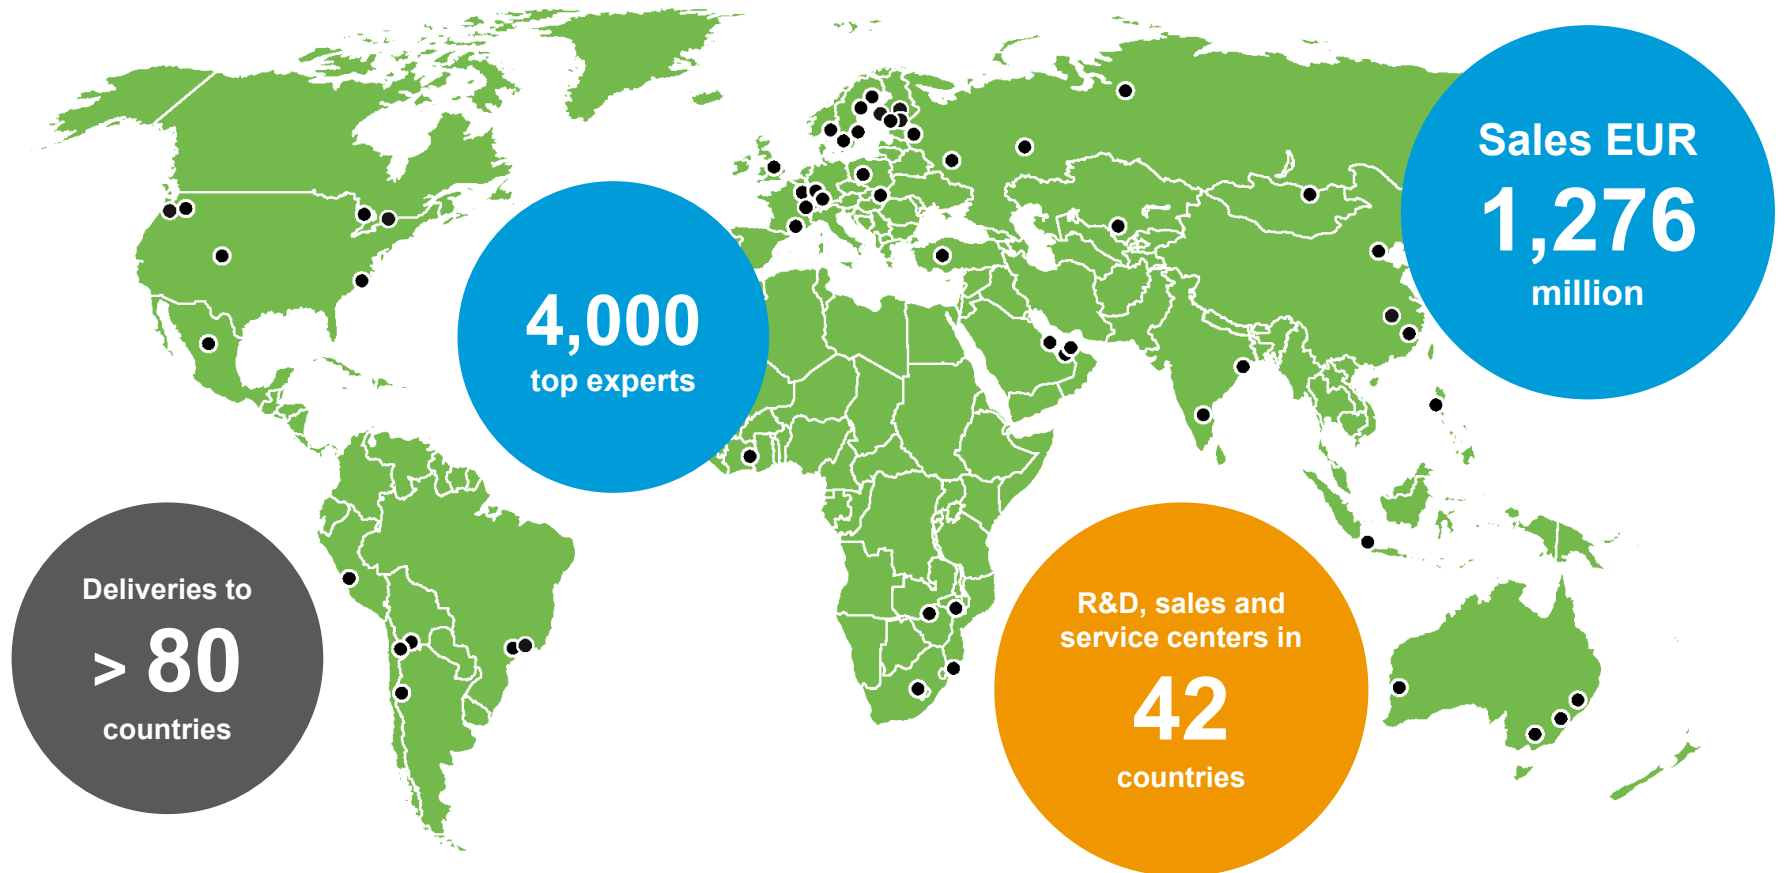 Sales EUR
1,276
million
4,000
top experts
Deliveries to
> 80
countries
R&D, sales and
service centers in
42
countries